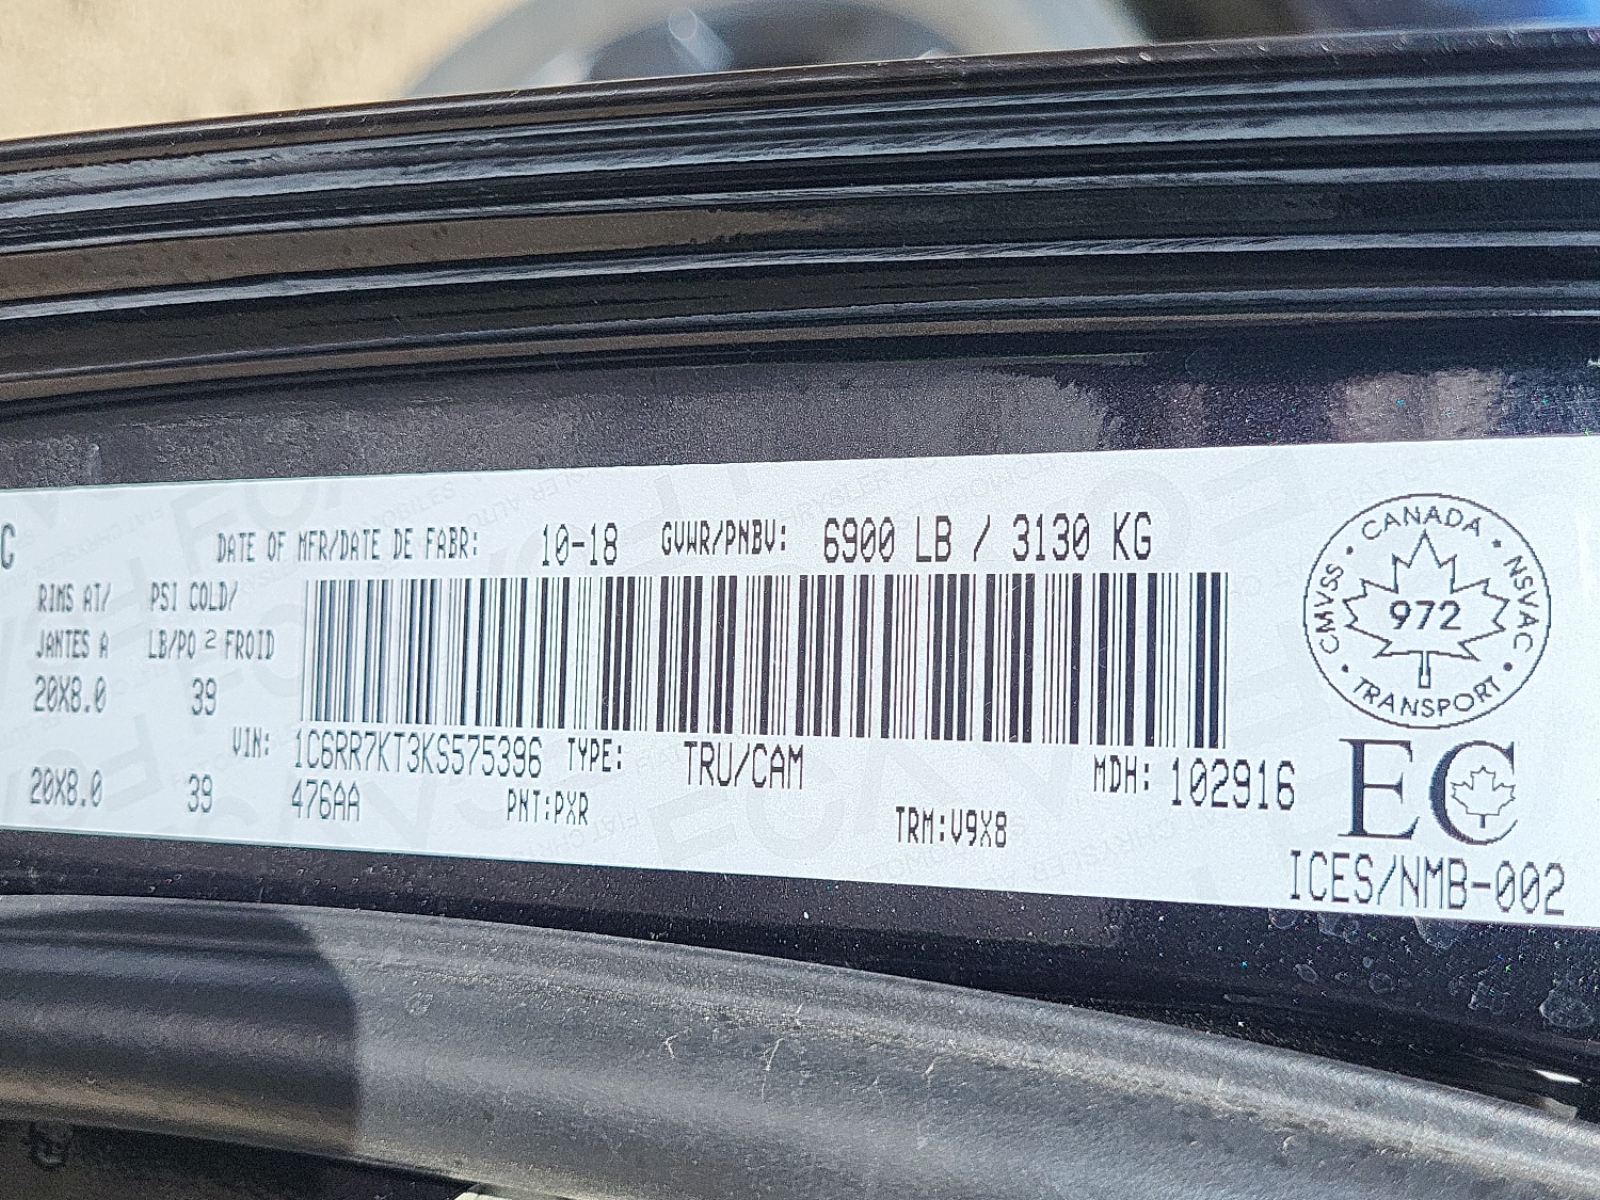 C
DATE OF MFR/DATE DE FABR: 10-18 GVWR/PNBV: 6900 LB / 3130 KG
RIMS AT/ PSI COLD/
JANTES A LB/PO 2 FROID
20X8.0 39
VIN: 1C6RR7KT3KS575396 TYPE: TRU/CAM MDH: 102916
20X8.0 39 476AA PNT:PXR TRM:V9X8
CANADA
CMVSS
NSVAC
972
TRANSPORT
EC
ICES/NMB-002